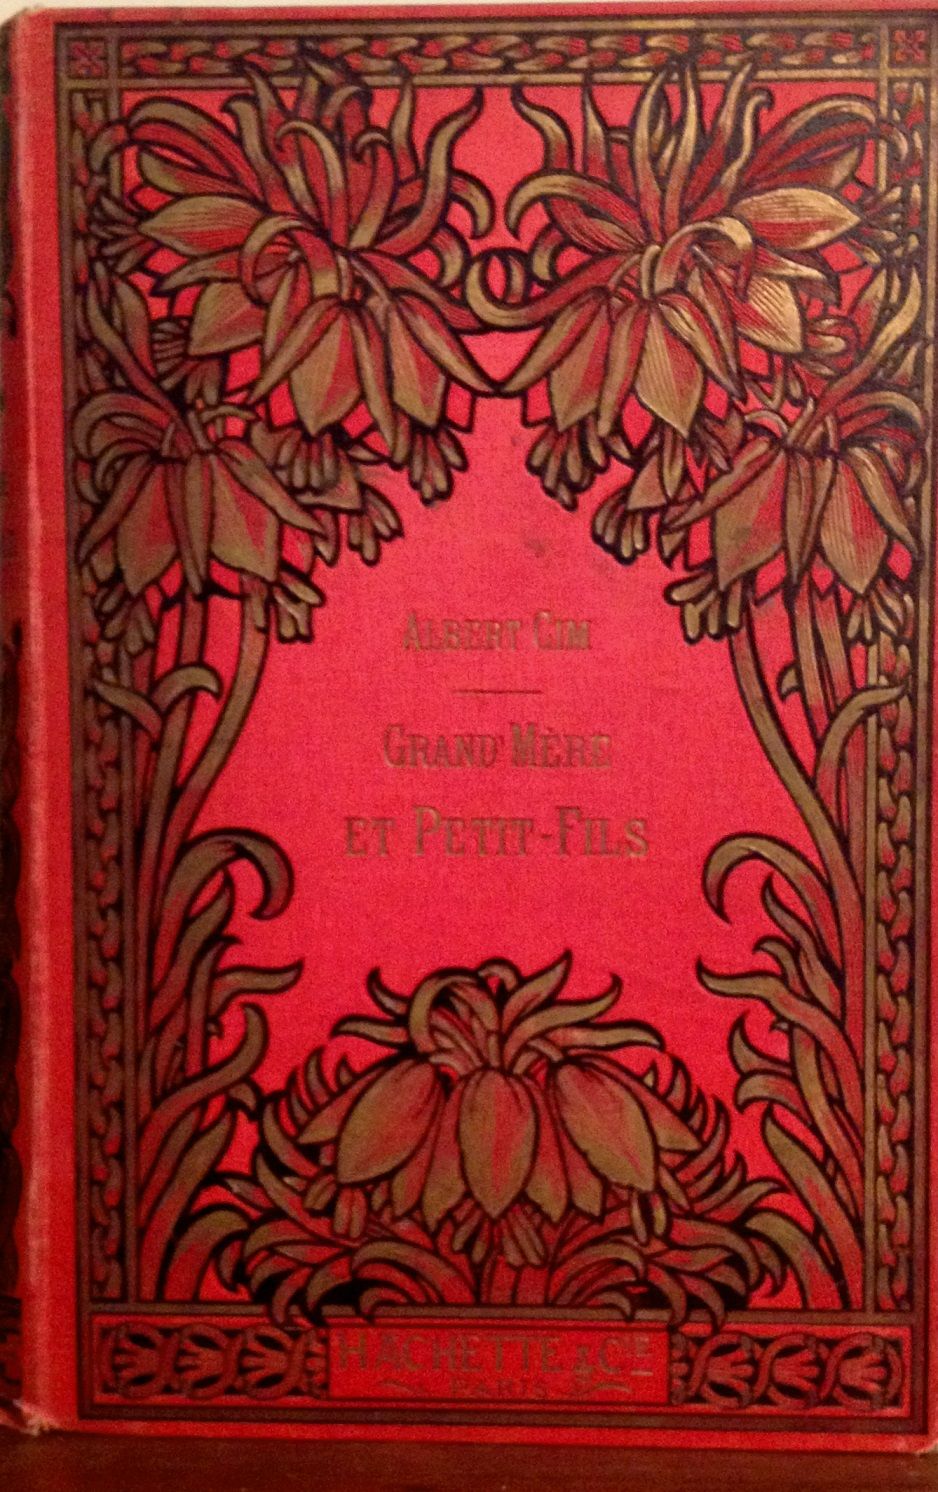 ALBERT CIM
GRAND'MÈRE
ET PETIT-FILS
HACHETTE & CIE
PARIS